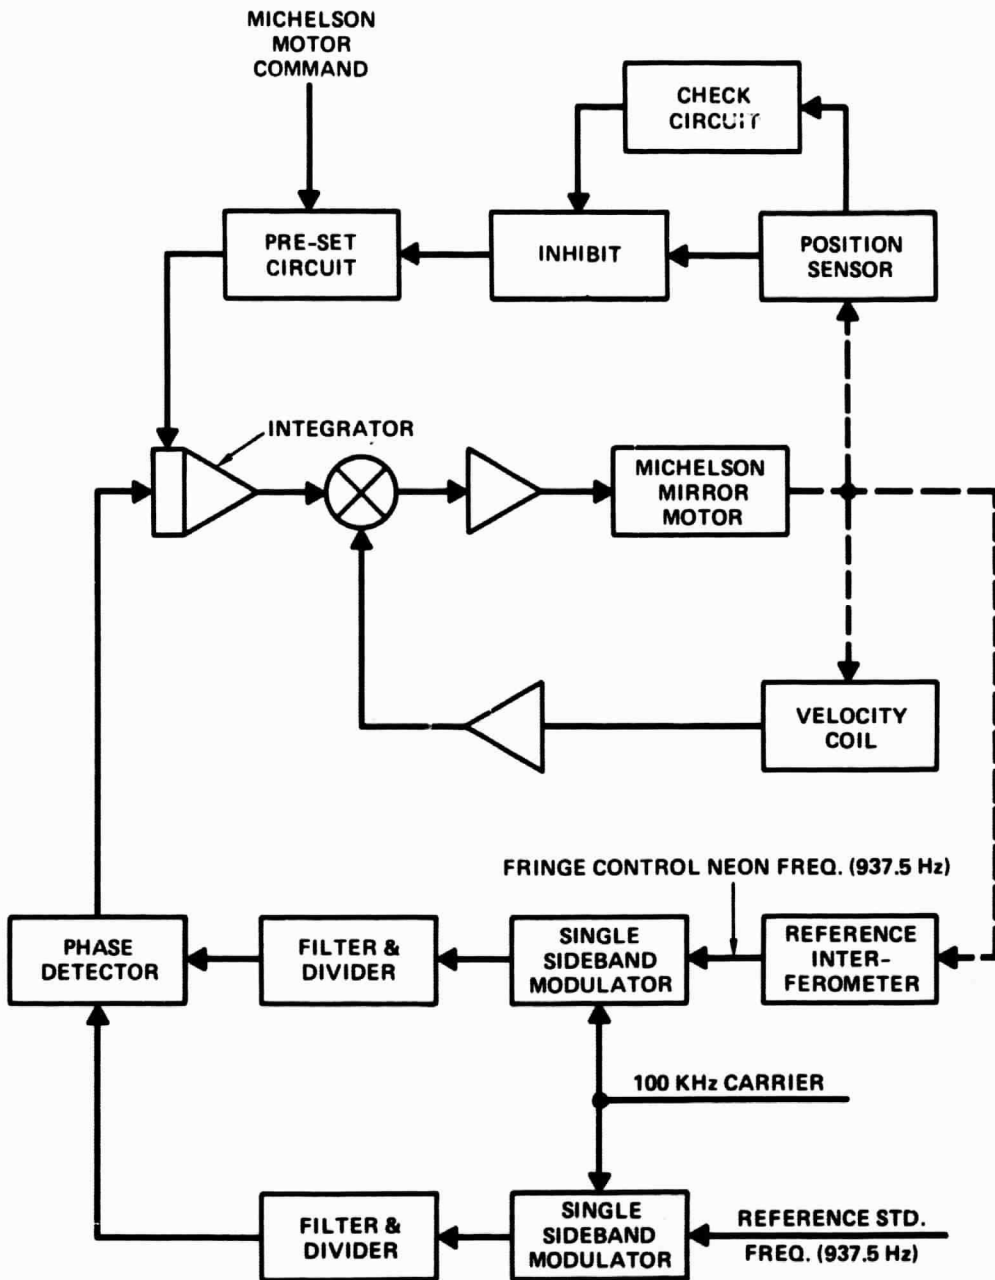 MICHELSON
MOTOR
COMMAND
CHECK
CIRCUIT
PRE-SET
CIRCUIT
INHIBIT
POSITION
SENSOR
INTEGRATOR
MICHELSON
MIRROR
MOTOR
VELOCITY
COIL
FRINGE CONTROL NEON FREQ. (937.5 Hz)
PHASE
DETECTOR
FILTER &
DIVIDER
SINGLE
SIDEBAND
MODULATOR
REFERENCE
INTER-
FEROMETER
100 KHz CARRIER
FILTER &
DIVIDER
SINGLE
SIDEBAND
MODULATOR
REFERENCE STD.
FREQ. (937.5 Hz)